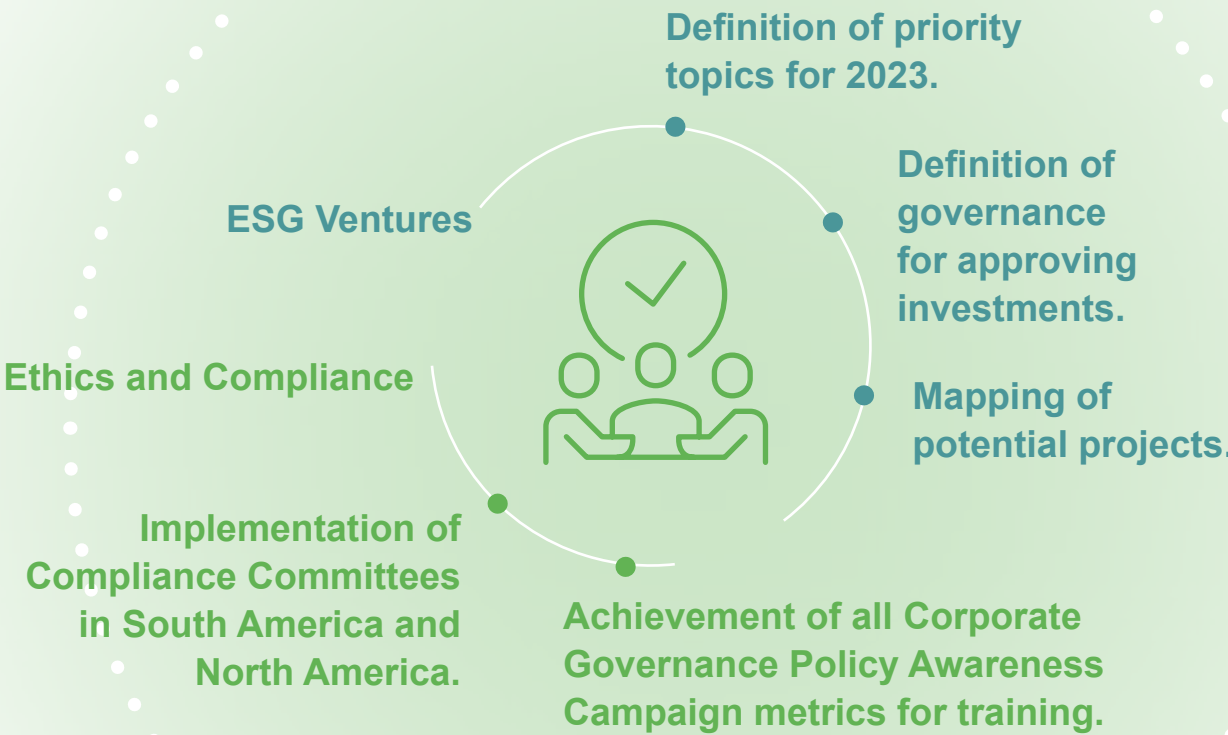 ESG Ventures
Definition of priority
topics for 2023.
Definition of
governance
for approving
investments.
Mapping of
potential projects.
Ethics and Compliance
Implementation of
Compliance Committees
in South America and
North America.
Achievement of all Corporate
Governance Policy Awareness
Campaign metrics for training.